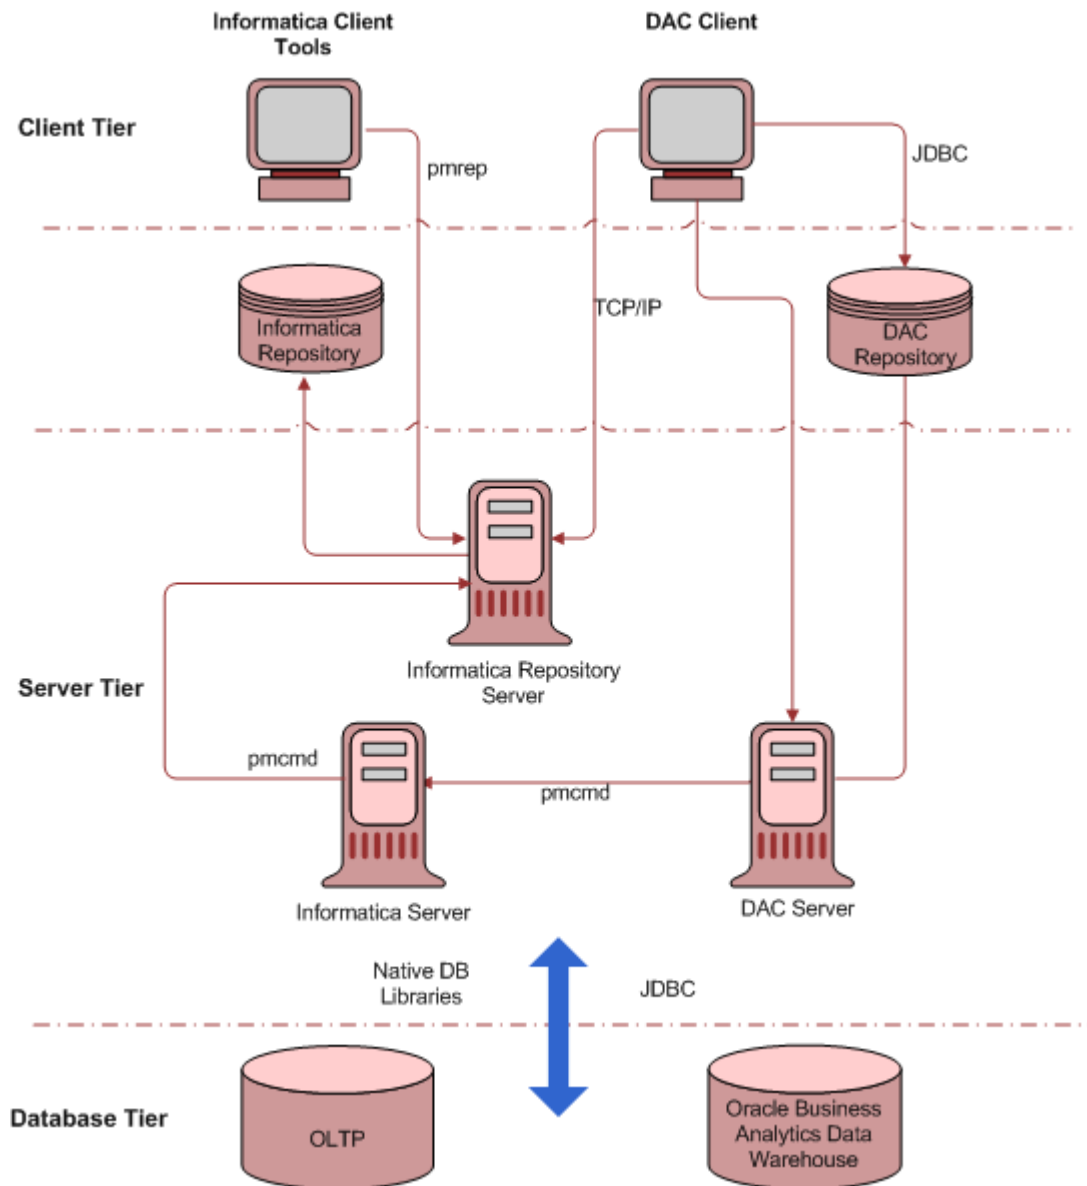 Informatica Client
Tools
DAC Client
Client Tier
pmrep
JDBC
Informatica
Repository
TCP/IP
DAC
Repository
Informatica Repository
Server
Server Tier
pmcmd
pmcmd
Informatica Server
DAC Server
Native DB
Libraries
JDBC
Database Tier
OLTP
Oracle Business
Analytics Data
Warehouse